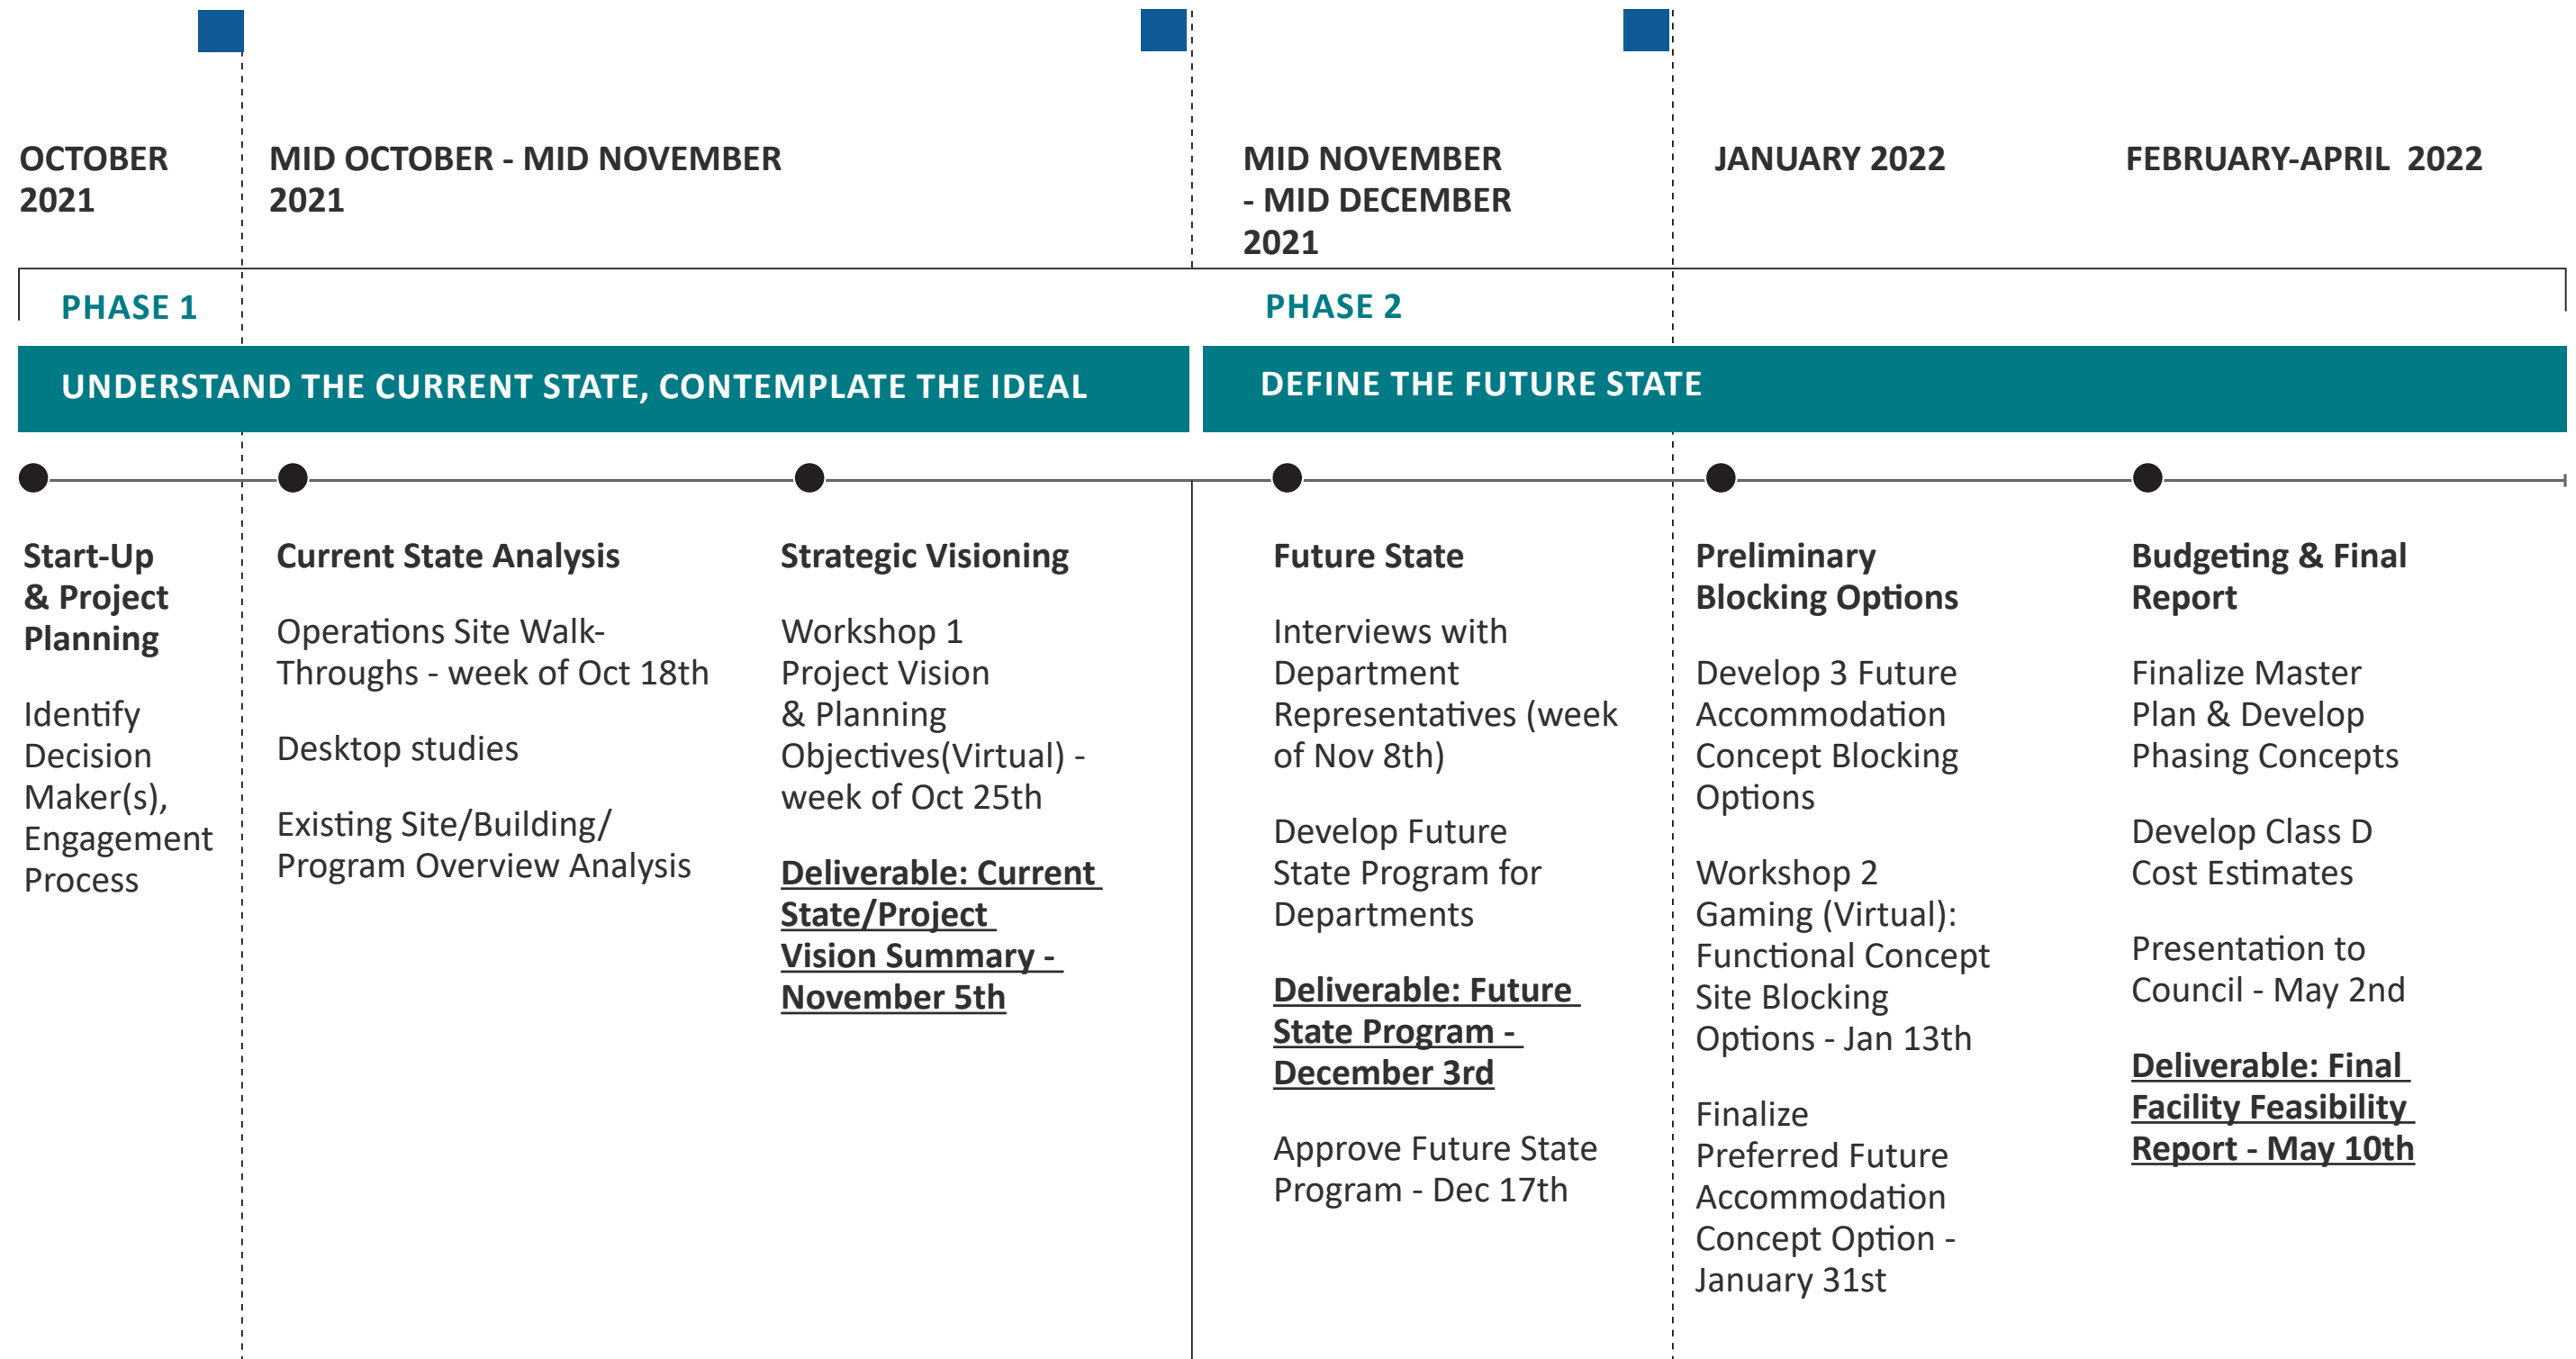 OCTOBER
2021
MID OCTOBER - MID NOVEMBER
2021
MID NOVEMBER
- MID DECEMBER
2021
JANUARY 2022
FEBRUARY-APRIL 2022
PHASE 1
PHASE 2
UNDERSTAND THE CURRENT STATE, CONTEMPLATE THE IDEAL
DEFINE THE FUTURE STATE
Start-Up
& Project
Planning
Identify
Decision
Maker(s),
Engagement
Process
Current State Analysis
Operations Site Walk-
Throughs - week of Oct 18th
Desktop studies
Existing Site/Building/
Program Overview Analysis
Strategic Visioning
Workshop 1
Project Vision
& Planning
Objectives(Virtual) -
week of Oct 25th
Deliverable: Current
State/Project
Vision Summary -
November 5th
Future State
Interviews with
Department
Representatives (week
of Nov 8th)
Develop Future
State Program for
Departments
Deliverable: Future
State Program -
December 3rd
Approve Future State
Program - Dec 17th
Preliminary
Blocking Options
Develop 3 Future
Accommodation
Concept Blocking
Options
Workshop 2
Gaming (Virtual):
Functional Concept
Site Blocking
Options - Jan 13th
Finalize
Preferred Future
Accommodation
Concept Option -
January 31st
Budgeting & Final
Report
Finalize Master
Plan & Develop
Phasing Concepts
Develop Class D
Cost Estimates
Presentation to
Council - May 2nd
Deliverable: Final
Facility Feasibility
Report - May 10th